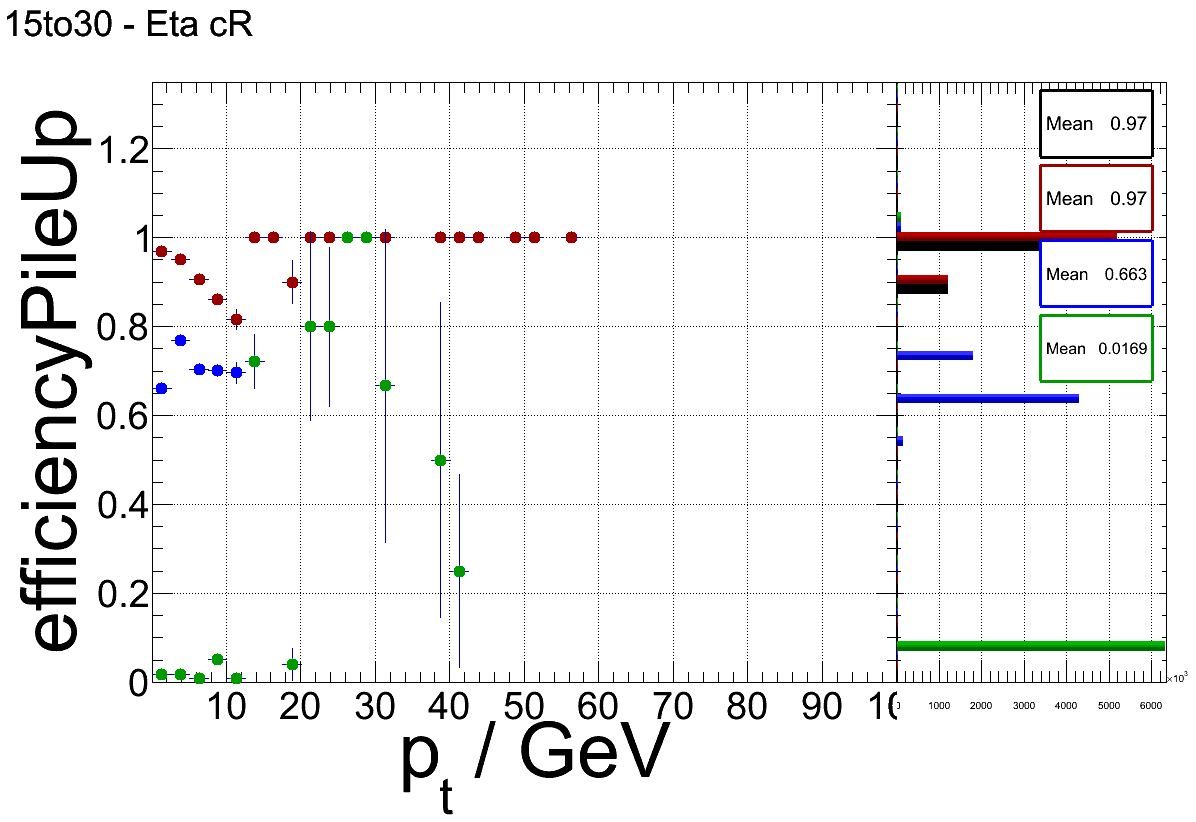 15to30 - Eta cR
efficiencyPileUp
1.2
1
0.8
0.6
0.4
0.2
0
10 20 30 40 50 60 70 80 90
p_t / GeV
Mean 0.97
Mean 0.97
Mean 0.663
Mean 0.0169
1000 2000 3000 4000 5000 6000
×10³